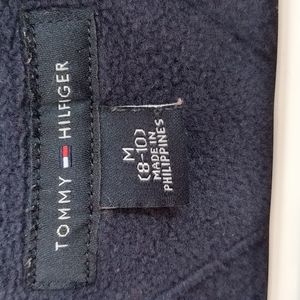 TOMMY HILFIGER
M
(8-10)
MADE IN
PHILIPPINES